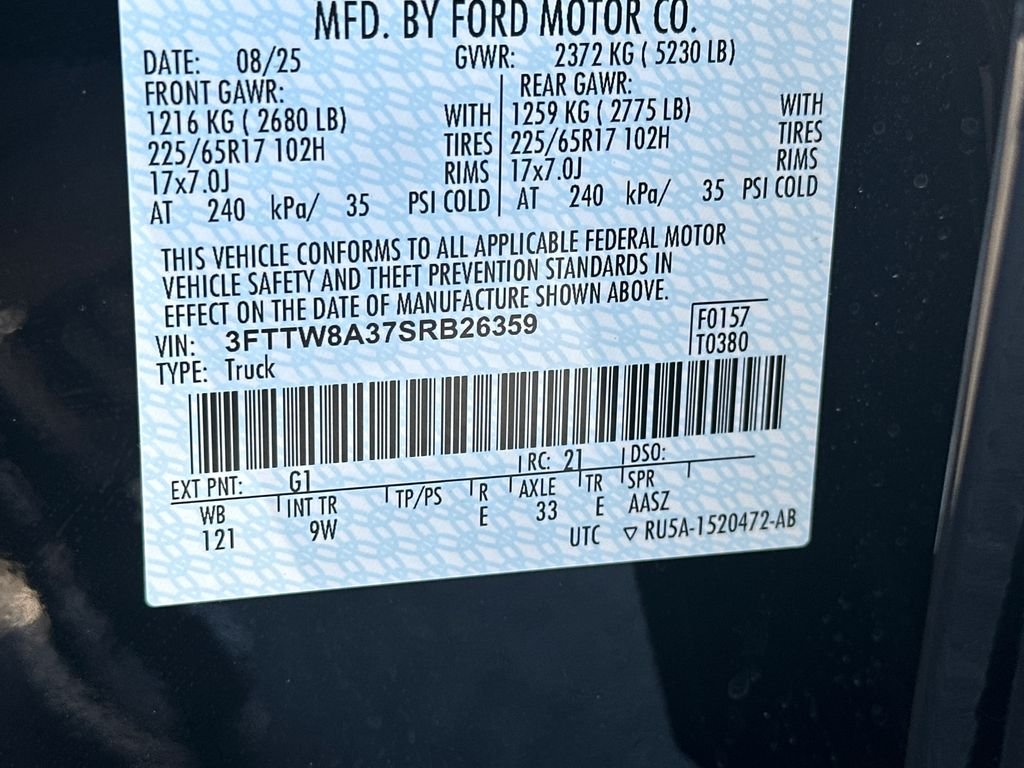 MFD. BY FORD MOTOR CO.
DATE: 08/25 GVWR: 2372 KG ( 5230 LB)
FRONT GAWR: REAR GAWR:
1216 KG ( 2680 LB) WITH 1259 KG ( 2775 LB) WITH
225/65R17 102H TIRES 225/65R17 102H TIRES
17x7.0J RIMS 17x7.0J RIMS
AT 240 kPa/ 35 PSI COLD AT 240 kPa/ 35 PSI COLD
THIS VEHICLE CONFORMS TO ALL APPLICABLE FEDERAL MOTOR
VEHICLE SAFETY AND THEFT PREVENTION STANDARDS IN
EFFECT ON THE DATE OF MANUFACTURE SHOWN ABOVE.
VIN: 3FTTW8A37SRB26359 F0157
TYPE: Truck T0380
EXT PNT: G1 RC: 21 DSO:
WB INT TR TP/PS R AXLE TR SPR
121 9W E 33 E AASZ
UTC ▽ RU5A-1520472-AB